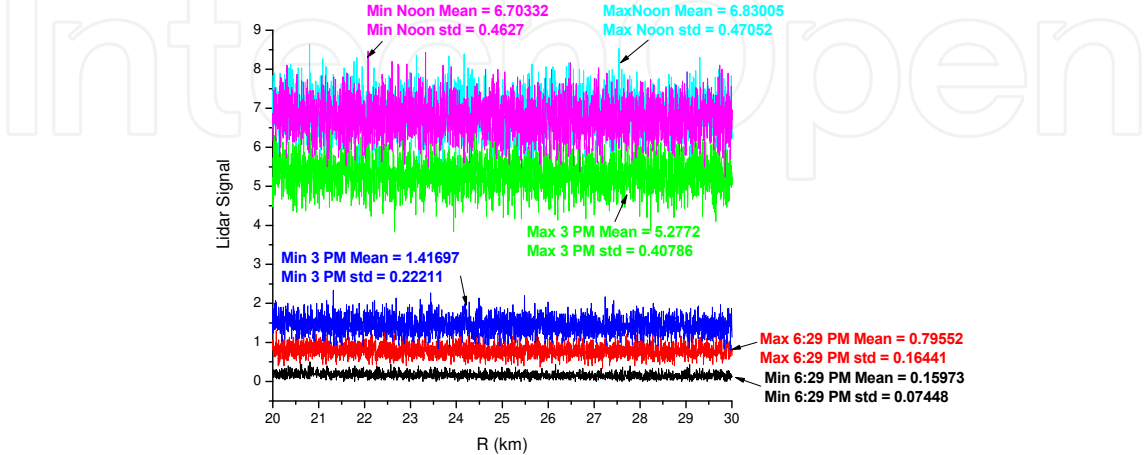 IntechOpen
Min Noon Mean = 6.70332
Min Noon std = 0.4627
MaxNoon Mean = 6.83005
Max Noon std = 0.47052
9
8
7
6
5
4
3
2
1
0
Lidar Signal
Max 3 PM Mean = 5.2772
Max 3 PM std = 0.40786
Min 3 PM Mean = 1.41697
Min 3 PM std = 0.22211
Max 6:29 PM Mean = 0.79552
Max 6:29 PM std = 0.16441
Min 6:29 PM Mean = 0.15973
Min 6:29 PM std = 0.07448
20 21 22 23 24 25 26 27 28 29 30
R (km)